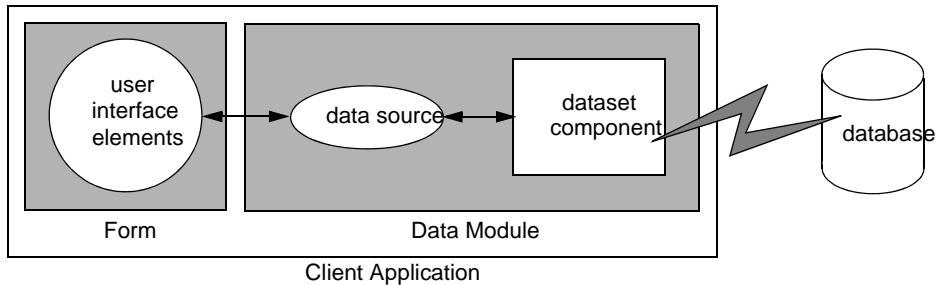 user
interface
elements
data source
dataset
component
database
Form
Data Module
Client Application